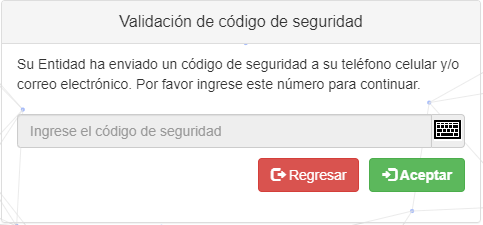 Validación de código de seguridad
Su Entidad ha enviado un código de seguridad a su teléfono celular y/o
correo electrónico. Por favor ingrese este número para continuar.
Ingrese el código de seguridad
Regresar
Aceptar